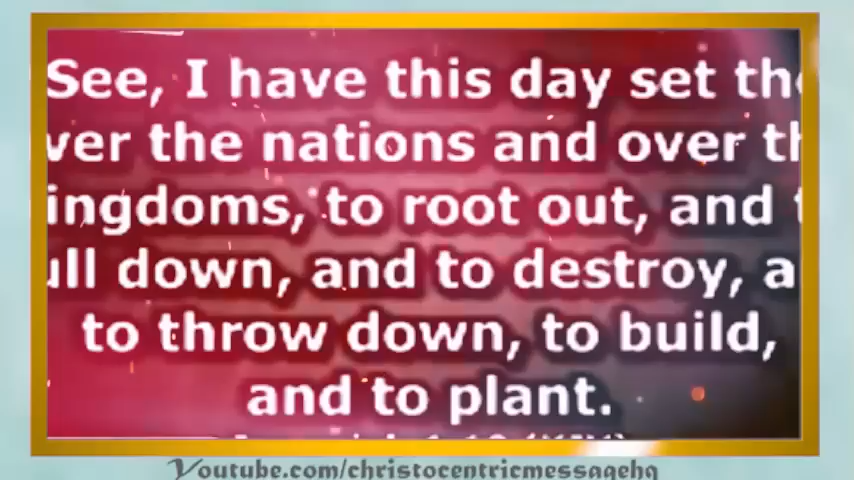 See, I have this day set the
ver the nations and over th
ingdoms, to root out, and t
ull down, and to destroy, a
to throw down, to build,
and to plant.
Youtube.com/christocentricmessagehq